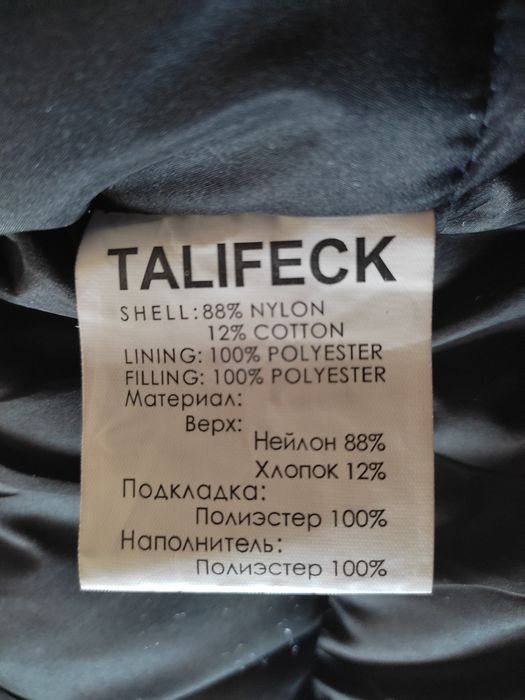 TALIFECK
SHELL: 88% NYLON
12% COTTON
LINING: 100% POLYESTER
FILLING: 100% POLYESTER
Материал:
Верх:
Нейлон 88%
Хлопок 12%
Подкладка:
Полиэстер 100%
Наполнитель:
Полиэстер 100%